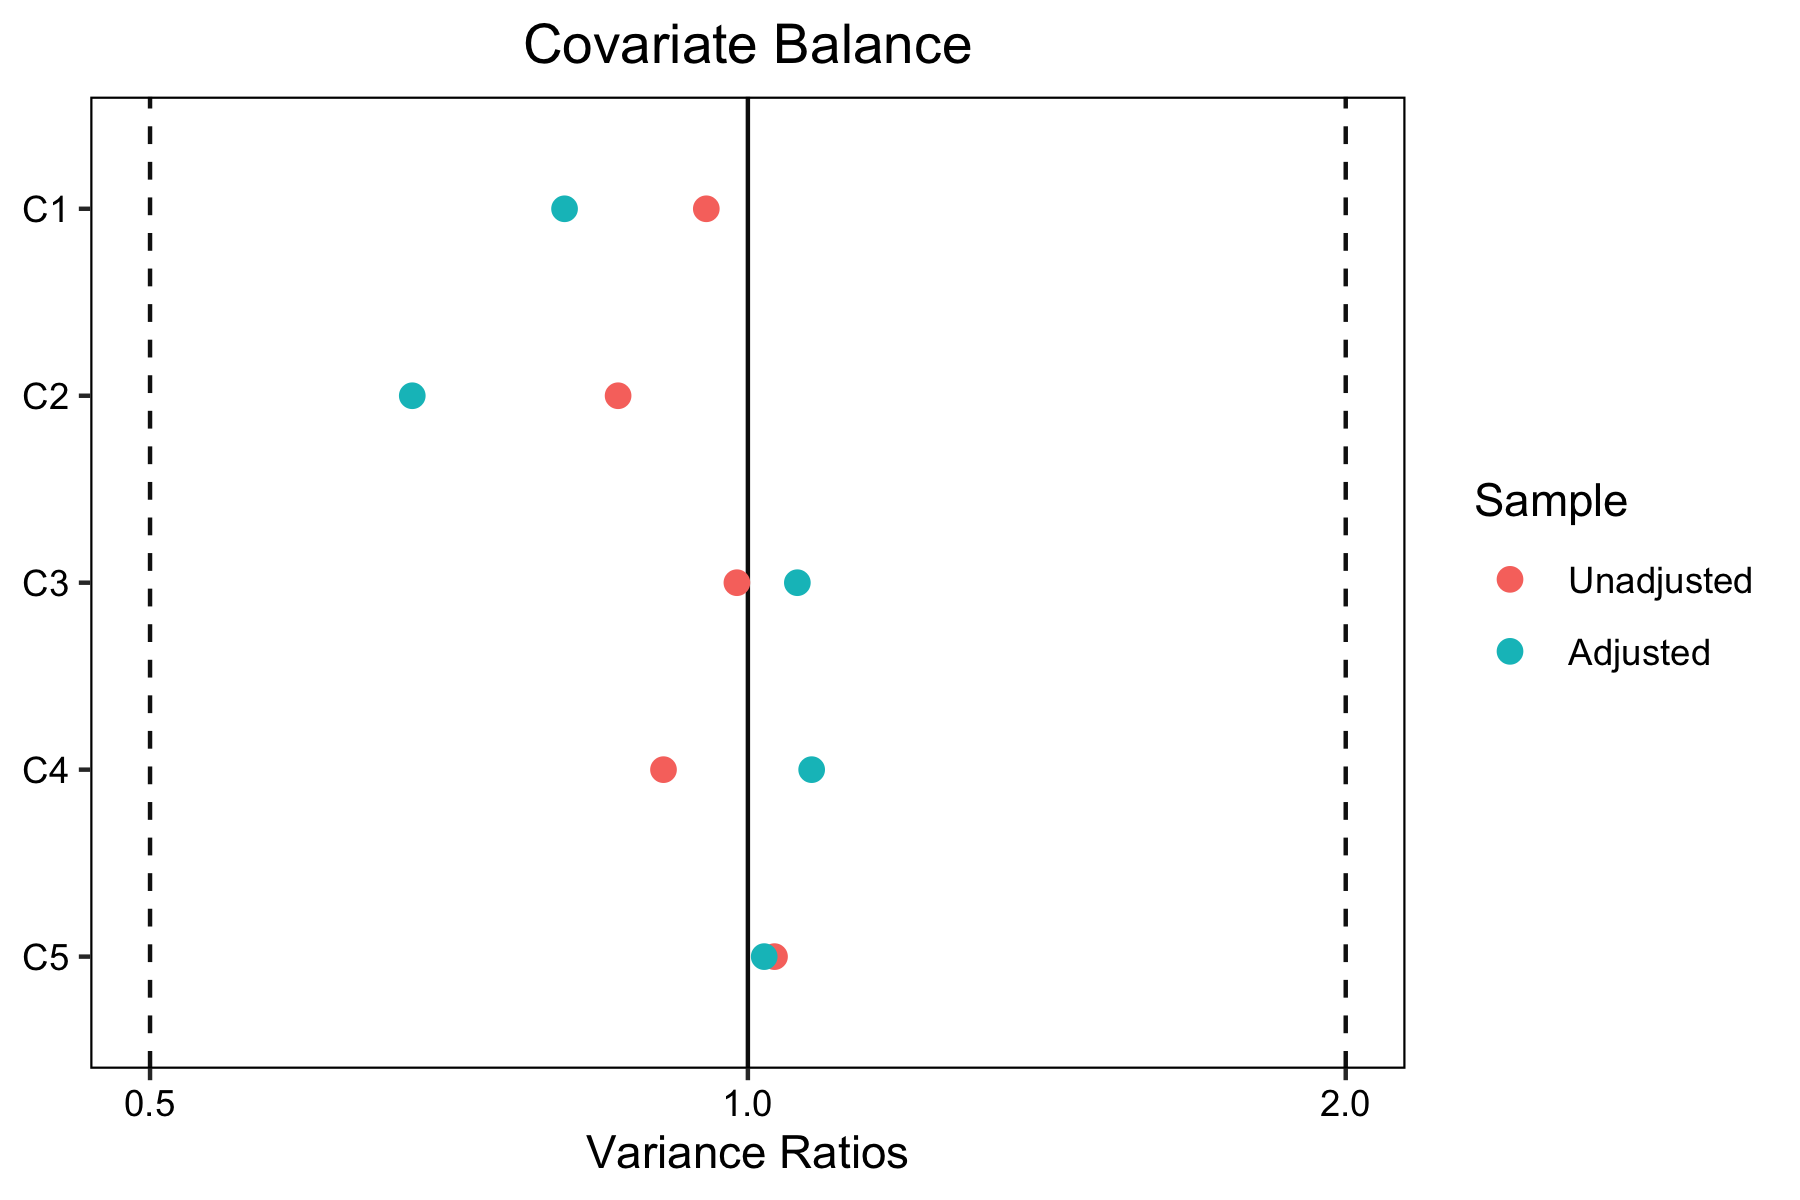 Covariate Balance
C1
C2
C3
C4
C5
0.5
1.0
2.0
Variance Ratios
Sample
Unadjusted
Adjusted